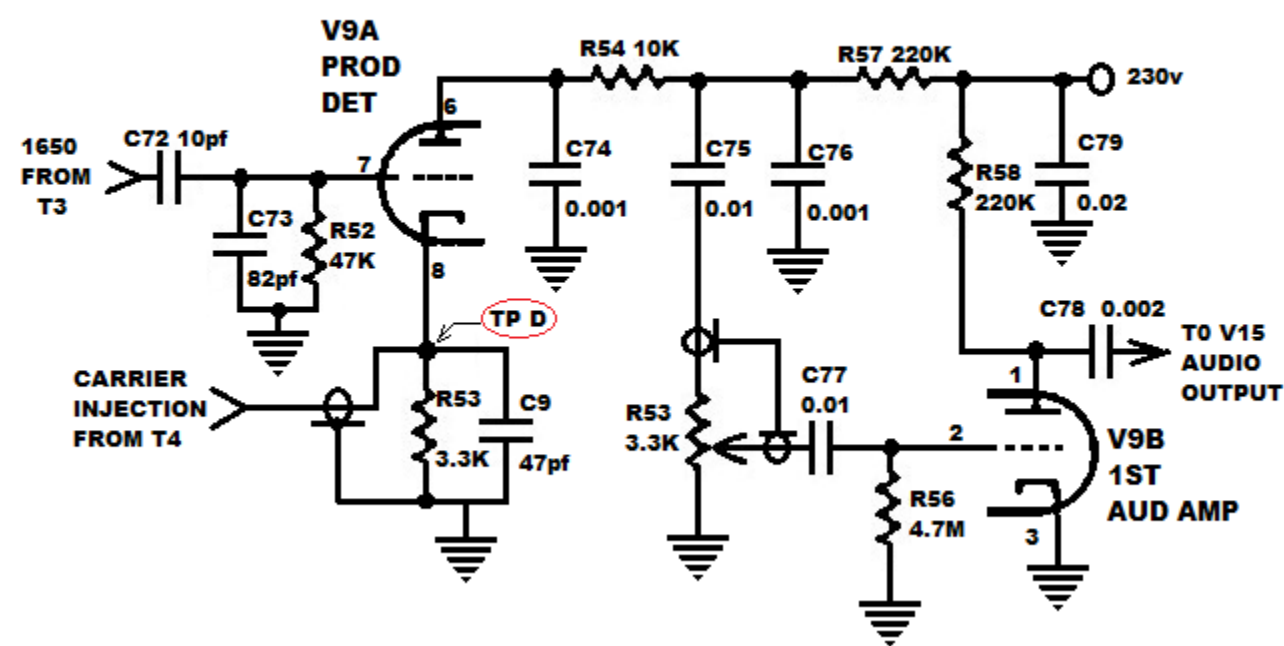 V9A
PROD
DET
R54 10K
R57 220K
230v
6
C72 10pf
1650
FROM
T3
7
C74
0.001
C75
0.01
C76
0.001
R58
220K
C79
0.02
C73
82pf
R52
47K
8
TP D
C78 0.002
T0 V15
AUDIO
OUTPUT
CARRIER
INJECTION
FROM T4
R53
3.3K
C9
47pf
R53
3.3K
C77
0.01
1
2
V9B
1ST
AUD AMP
R56
4.7M
3